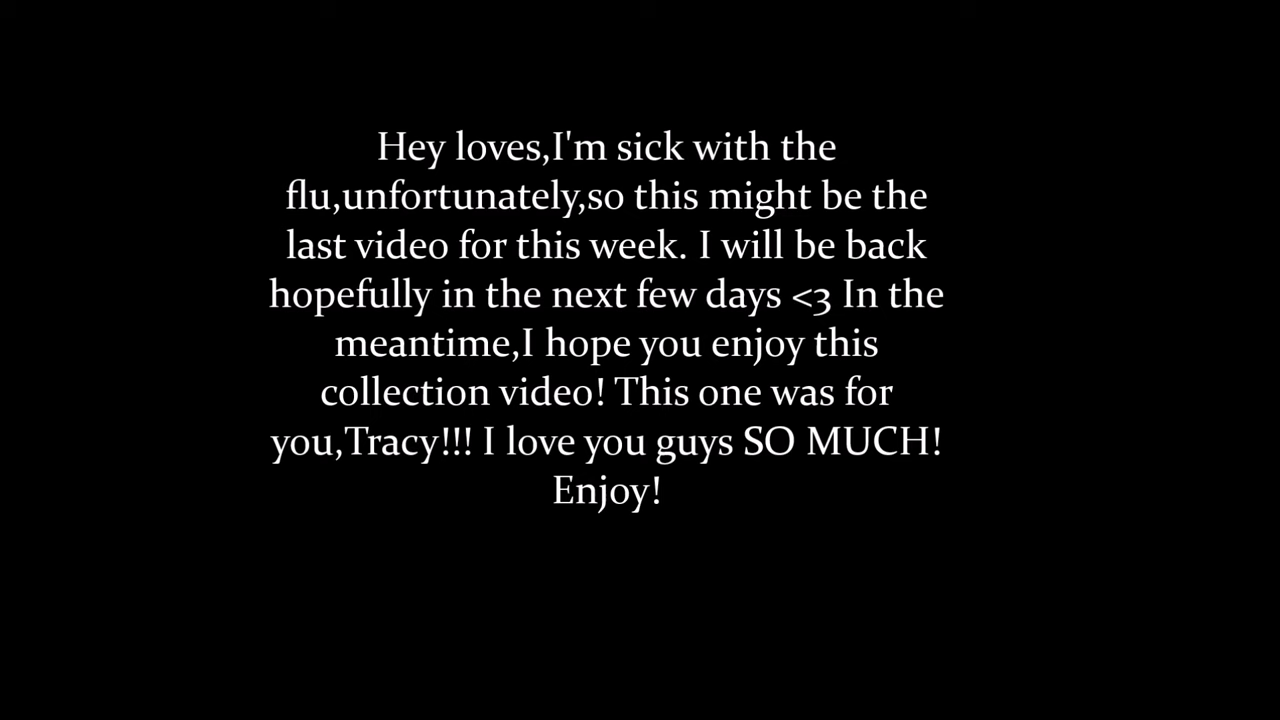 Hey loves,I'm sick with the
flu,unfortunately,so this might be the
last video for this week. I will be back
hopefully in the next few days <3 In the
meantime,I hope you enjoy this
collection video! This one was for
you,Tracy!!! I love you guys SO MUCH!
Enjoy!